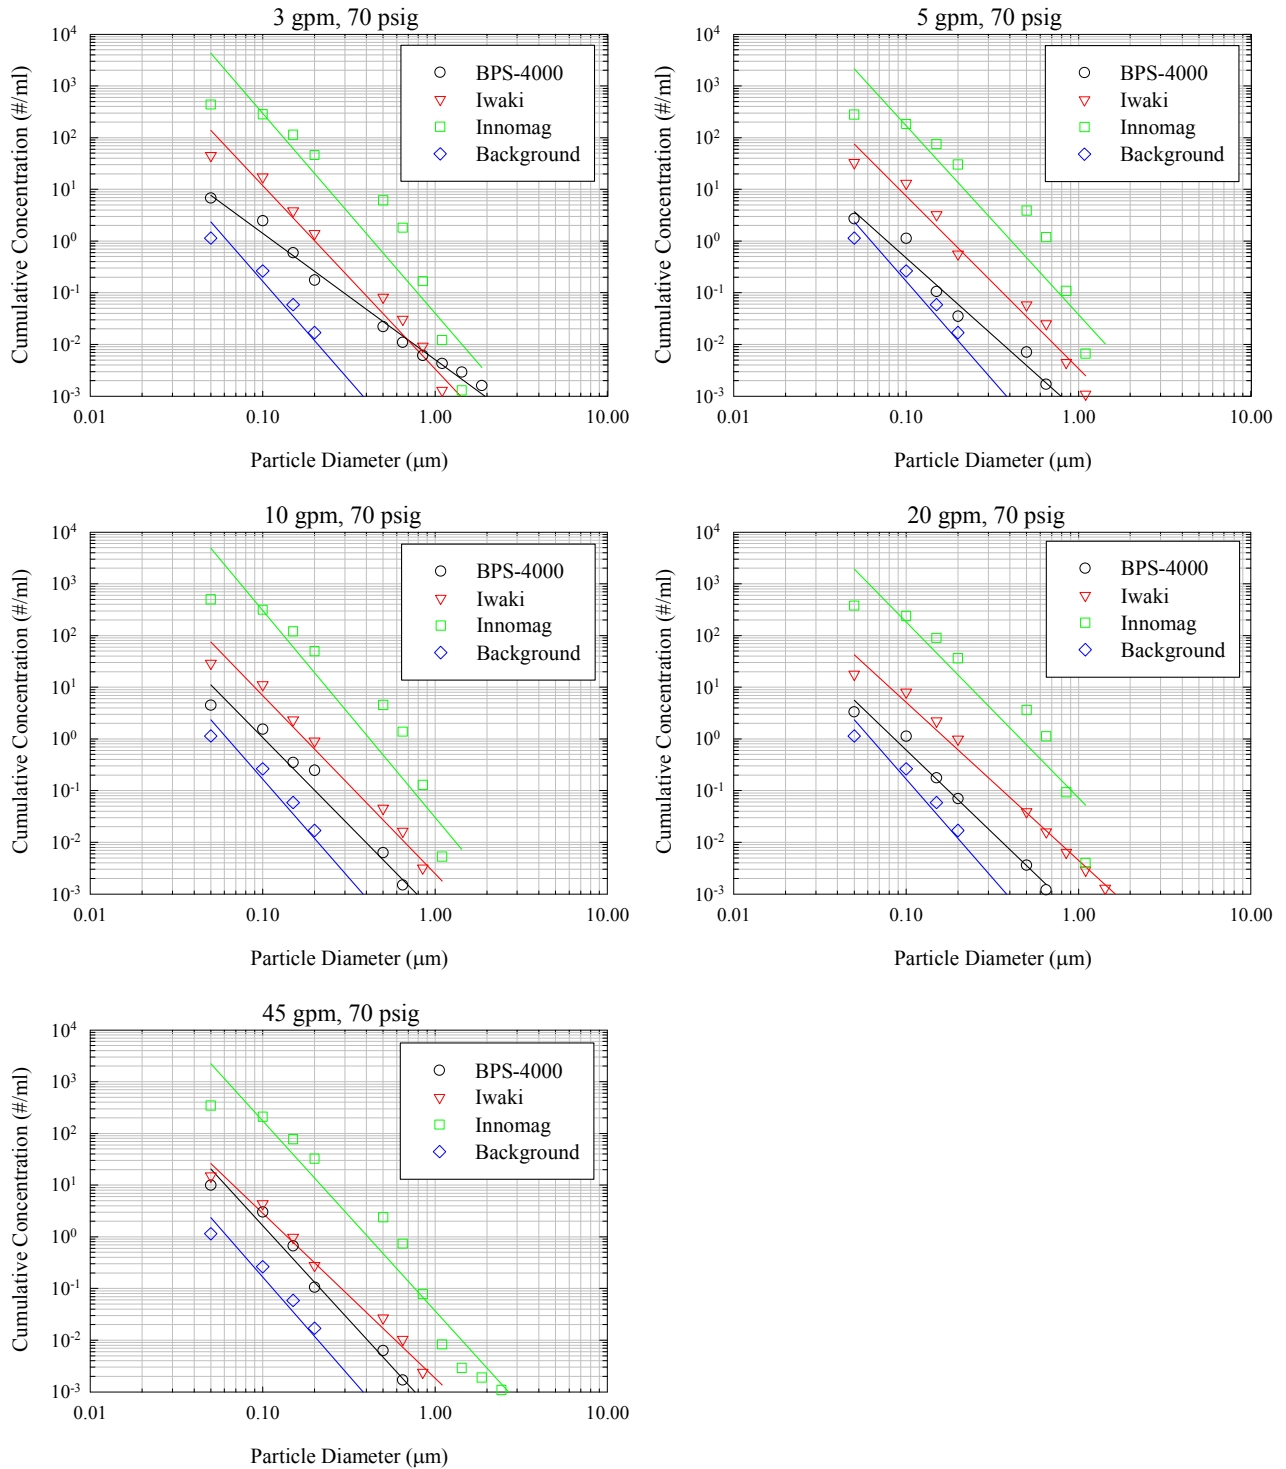 3 gpm, 70 psig
Cumulative Concentration (#/ml)
10⁴
10³
10²
10¹
10⁰
10⁻¹
10⁻²
10⁻³
BPS-4000
Iwaki
Innomag
Background
0.01 0.10 1.00 10.00
Particle Diameter (μm)
5 gpm, 70 psig
Cumulative Concentration (#/ml)
10⁴
10³
10²
10¹
10⁰
10⁻¹
10⁻²
10⁻³
BPS-4000
Iwaki
Innomag
Background
0.01 0.10 1.00 10.00
Particle Diameter (μm)
10 gpm, 70 psig
Cumulative Concentration (#/ml)
10⁴
10³
10²
10¹
10⁰
10⁻¹
10⁻²
10⁻³
BPS-4000
Iwaki
Innomag
Background
0.01 0.10 1.00 10.00
Particle Diameter (μm)
20 gpm, 70 psig
Cumulative Concentration (#/ml)
10⁴
10³
10²
10¹
10⁰
10⁻¹
10⁻²
10⁻³
BPS-4000
Iwaki
Innomag
Background
0.01 0.10 1.00 10.00
Particle Diameter (μm)
45 gpm, 70 psig
Cumulative Concentration (#/ml)
10⁴
10³
10²
10¹
10⁰
10⁻¹
10⁻²
10⁻³
BPS-4000
Iwaki
Innomag
Background
0.01 0.10 1.00 10.00
Particle Diameter (μm)